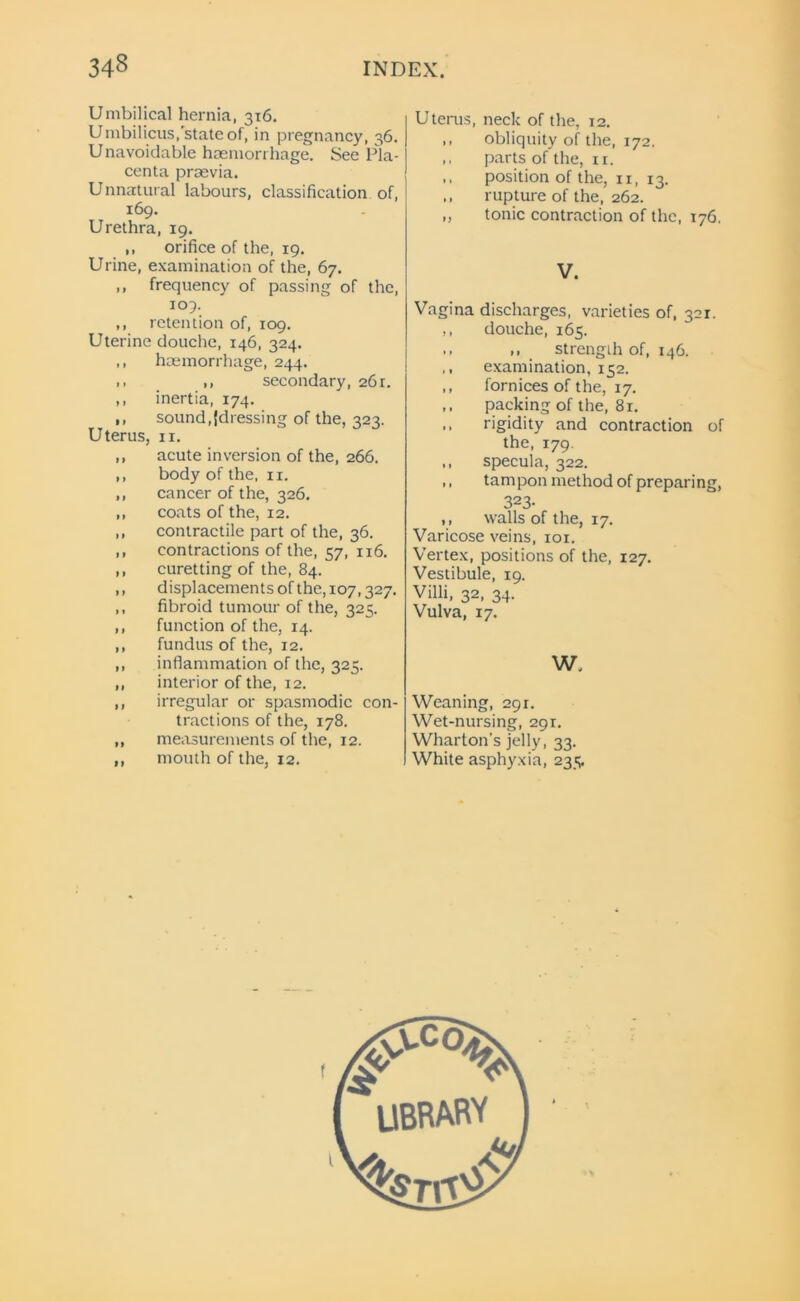 348 INDEX.
Umbilical hernia, 316.
Umbilicus,'state of, in pregnancy, 36.
Unavoidable hæmorrhage. See Pla-
centa prævia.
Unnatural labours, classification of,
169.
Urethra, 19.
,, orifice of the, 19.
Urine, examination of the, 67.
,, frequency of passing of the,
109.
,, retention of, 109.
Uterine douche, 146, 324.
,, hæmorrhage, 244.
,, ,, secondary, 261.
,, inertia, 174.
,, sound, dressing of the, 323.
Uterus, 11.
,, acute inversion of the, 266.
,, body of the, 11.
,, cancer of the, 326.
,, coats of the, 12.
,, contractile part of the, 36.
,, contractions of the, 57, 116.
,, curetting of the, 84.
,, displacements of the, 107, 327.
,, fibroid tumour of the, 325.
,, function of the, 14.
,, fundus of the, 12.
,, inflammation of the, 325.
,, interior of the, 12.
,, irregular or spasmodic con-
tractions of the, 178.
,, measurements of the, 12.
,, mouth of the, 12.
Uterus, neck of the, 12.
,, obliquity of the, 172.
,, parts of the, 11.
,, position of the, 11, 13.
,, rupture of the, 262.
,, tonic contraction of the, 176.
V.
Vagina discharges, varieties of, 321.
,, douche, 165.
,, ,, strength of, 146.
,, examination, 152.
,, fornices of the, 17.
,, packing of the, 81.
,, rigidity and contraction of
the, 179.
,, specula, 322.
,, tampon method of preparing,
323.
,, walls of the, 17.
Varicose veins, 101.
Vertex, positions of the, 127.
Vestibule, 19.
Villi, 32, 34.
Vulva, 17.
W.
Weaning, 291.
Wet-nursing, 291.
Wharton's jelly, 33.
White asphyxia, 235.
WELLCOME
LIBRARY
INSTITUTE